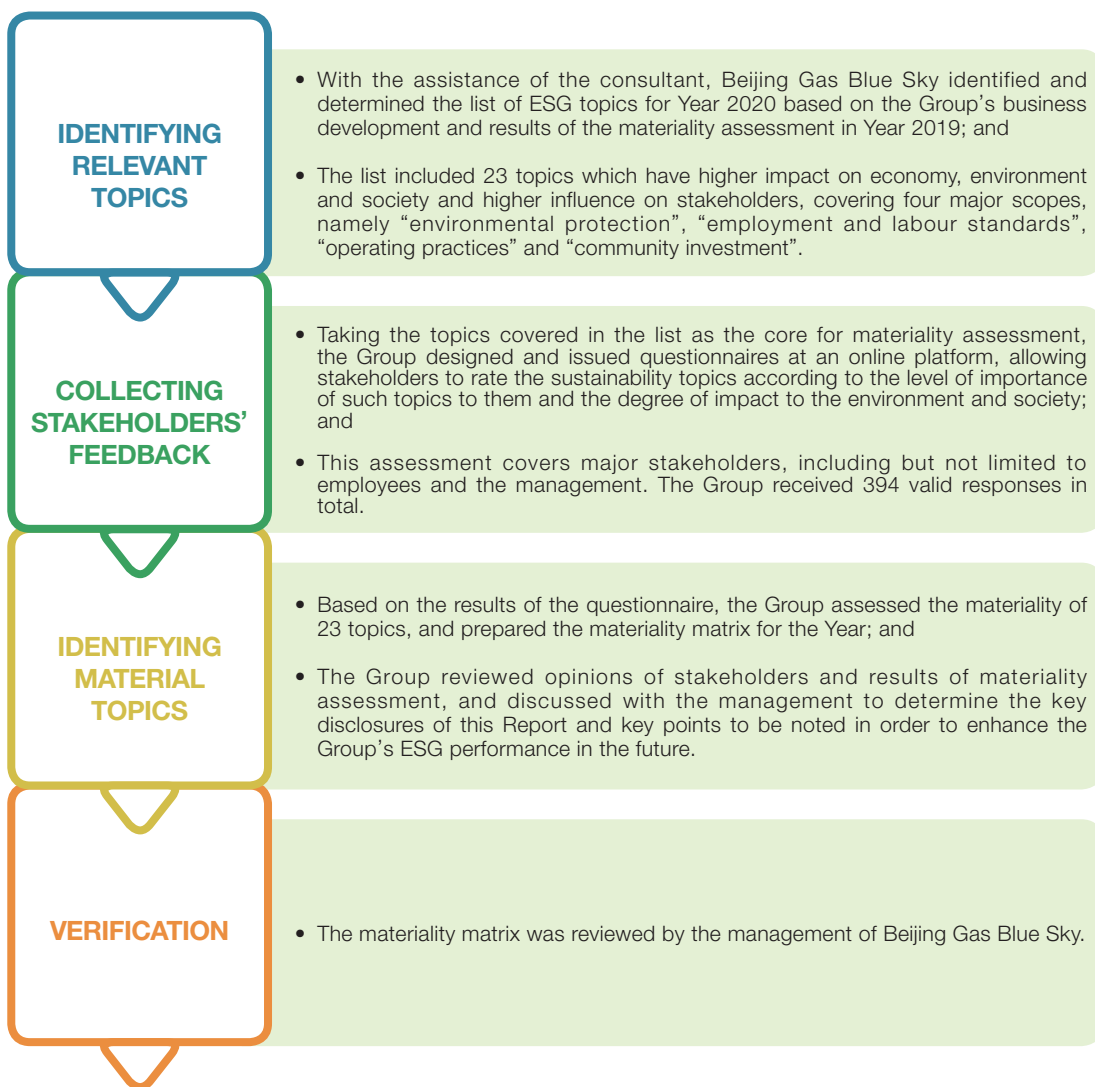 IDENTIFYING
RELEVANT
TOPICS
• With the assistance of the consultant, Beijing Gas Blue Sky identified and
determined the list of ESG topics for Year 2020 based on the Group's business
development and results of the materiality assessment in Year 2019; and
• The list included 23 topics which have higher impact on economy, environment
and society and higher influence on stakeholders, covering four major scopes,
namely “environmental protection”, “employment and labour standards”,
“operating practices” and “community investment”.
COLLECTING
STAKEHOLDERS'
FEEDBACK
• Taking the topics covered in the list as the core for materiality assessment,
the Group designed and issued questionnaires at an online platform, allowing
stakeholders to rate the sustainability topics according to the level of importance
of such topics to them and the degree of impact to the environment and society;
and
• This assessment covers major stakeholders, including but not limited to
employees and the management. The Group received 394 valid responses in
total.
IDENTIFYING
MATERIAL
TOPICS
• Based on the results of the questionnaire, the Group assessed the materiality of
23 topics, and prepared the materiality matrix for the Year; and
• The Group reviewed opinions of stakeholders and results of materiality
assessment, and discussed with the management to determine the key
disclosures of this Report and key points to be noted in order to enhance the
Group's ESG performance in the future.
VERIFICATION
• The materiality matrix was reviewed by the management of Beijing Gas Blue Sky.